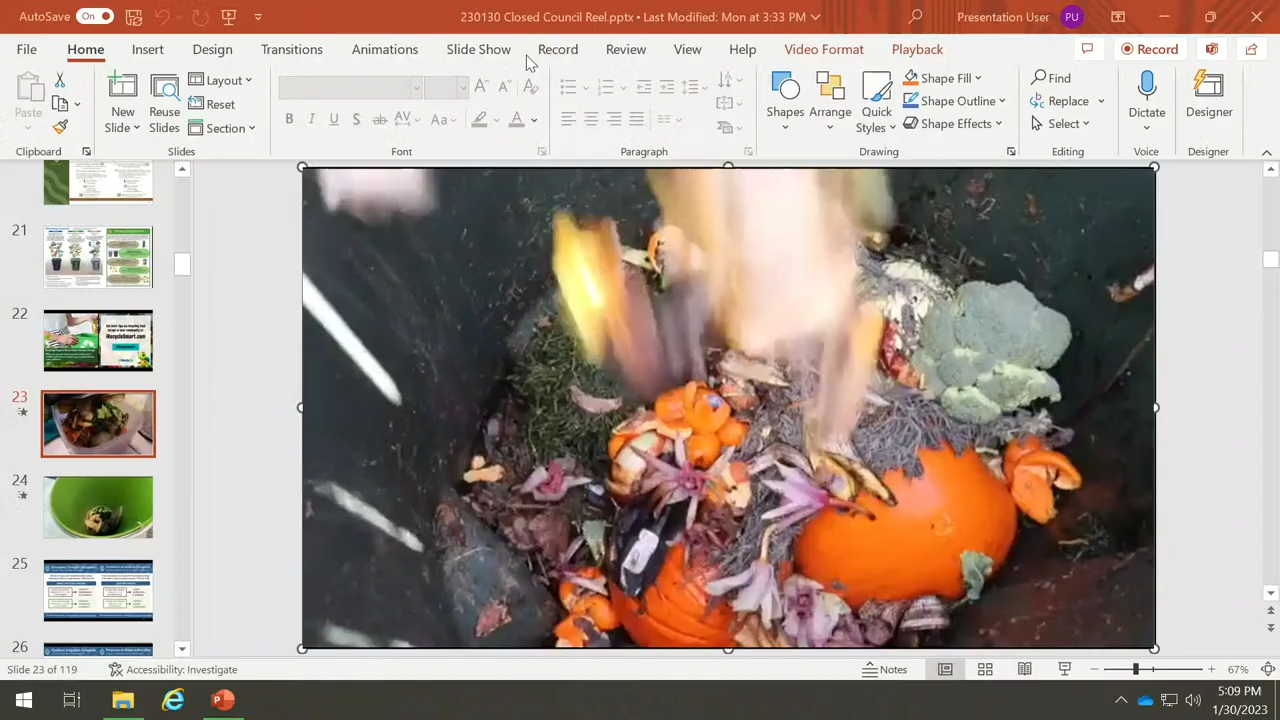 AutoSave On 230130 Closed Council Reel.pptx • Last Modified: Mon at 3:33 PM Presentation User PU
File Home Insert Design Transitions Animations Slide Show Record Review View Help Video Format Playback Record
Paste New Slide Reuse Slides Layout Reset Section B AV Aa A Shapes Arrange Quick Styles Shape Fill Shape Outline Shape Effects Find Replace Select Dictate Designer
Clipboard Slides Font Paragraph Drawing Editing Voice Designer
21
22
iRecycleSmart.com
23
24
25
26
Slide 23 of 119 Accessibility: Investigate Notes 67%
5:09 PM
1/30/2023